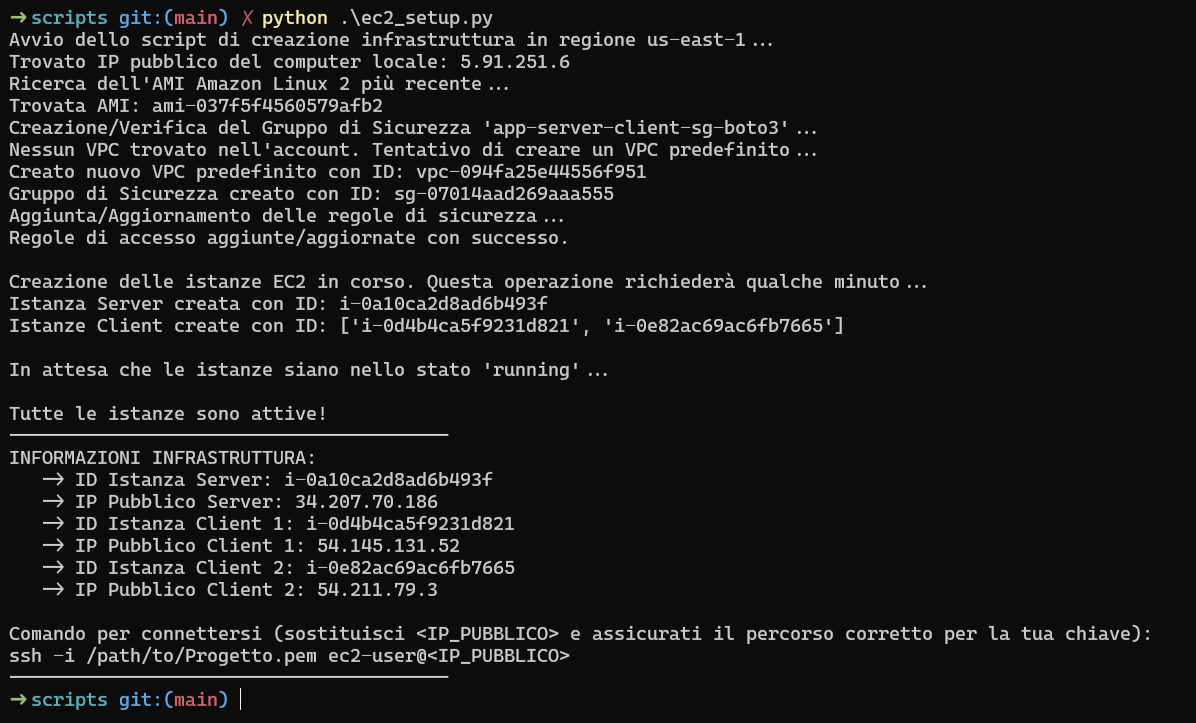 → scripts git:(main) ✗ python .\ec2_setup.py
Avvio dello script di creazione infrastruttura in regione us-east-1...
Trovato IP pubblico del computer locale: 5.91.251.6
Ricerca dell'AMI Amazon Linux 2 più recente...
Trovata AMI: ami-037f5f4560579afb2
Creazione/Verifica del Gruppo di Sicurezza 'app-server-client-sg-boto3'...
Nessun VPC trovato nell'account. Tentativo di creare un VPC predefinito...
Creato nuovo VPC predefinito con ID: vpc-094fa25e44556f951
Gruppo di Sicurezza creato con ID: sg-07014aad269aaa555
Aggiunta/Aggiornamento delle regole di sicurezza...
Regole di accesso aggiunte/aggiornate con successo.
Creazione delle istanze EC2 in corso. Questa operazione richiederà qualche minuto...
Istanza Server creata con ID: i-0a10ca2d8ad6b493f
Istanze Client create con ID: ['i-0d4b4ca5f9231d821', 'i-0e82ac69ac6fb7665']
In attesa che le istanze siano nello stato 'running'...
Tutte le istanze sono attive!
INFORMAZIONI INFRASTRUTTURA:
--> ID Istanza Server: i-0a10ca2d8ad6b493f
--> IP Pubblico Server: 34.207.70.186
--> ID Istanza Client 1: i-0d4b4ca5f9231d821
--> IP Pubblico Client 1: 54.145.131.52
--> ID Istanza Client 2: i-0e82ac69ac6fb7665
--> IP Pubblico Client 2: 54.211.79.3
Comando per connettersi (sostituisci <IP_PUBBLICO> e assicurati il percorso corretto per la tua chiave):
ssh -i /path/to/Progetto.pem ec2-user@<IP_PUBBLICO>
→ scripts git:(main)